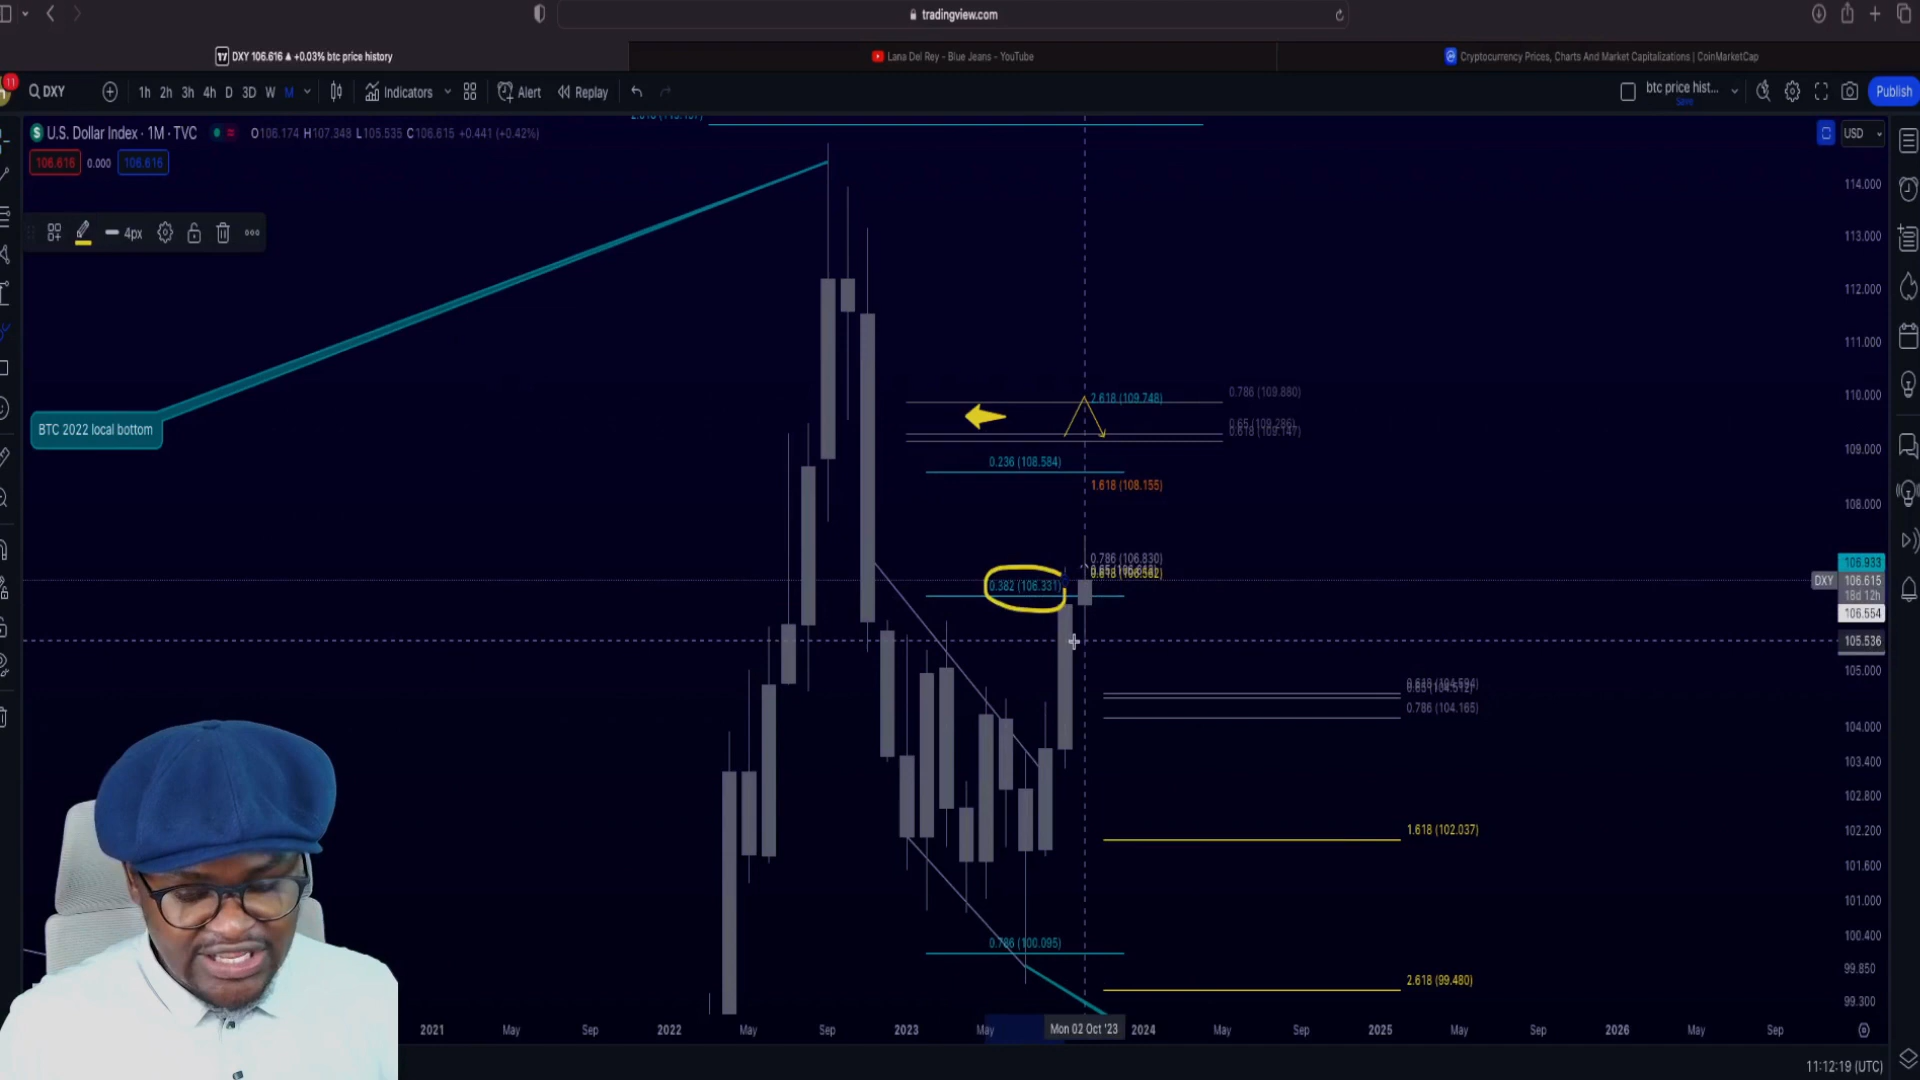 tradingview.com
DXY 106.616 ▲ +0.03% btc price history
Lana Del Rey - Blue Jeans - YouTube
Cryptocurrency Prices, Charts And Market Capitalizations | CoinMarketCap
11
DXY
1h 2h 3h 4h D 3D W M
Indicators
Alert
Replay
btc price hist...
Save
Publish
U.S. Dollar Index · 1M · TVC
O106.174 H107.348 L105.535 C106.615 +0.441 (+0.42%)
USD
106.616 0.000 106.616
4px
114.000
113.000
112.000
111.000
110.000
109.000
108.000
BTC 2022 local bottom
0.786 (109.880)
2.618 (109.748)
0.618 (109.147)
0.236 (108.584)
1.618 (108.155)
0.786 (106.830)
0.382 (106.331)
106.933
DXY 106.615
18d 12h
106.554
105.536
105.000
0.786 (104.165)
104.000
103.400
102.800
1.618 (102.037)
102.200
101.600
101.000
0.786 (100.095)
100.400
99.850
2.618 (99.480)
99.300
2021 May Sep 2022 May Sep 2023 May Mon 02 Oct '23 2024 May Sep 2025 May Sep 2026 May Sep
11:12:19 (UTC)